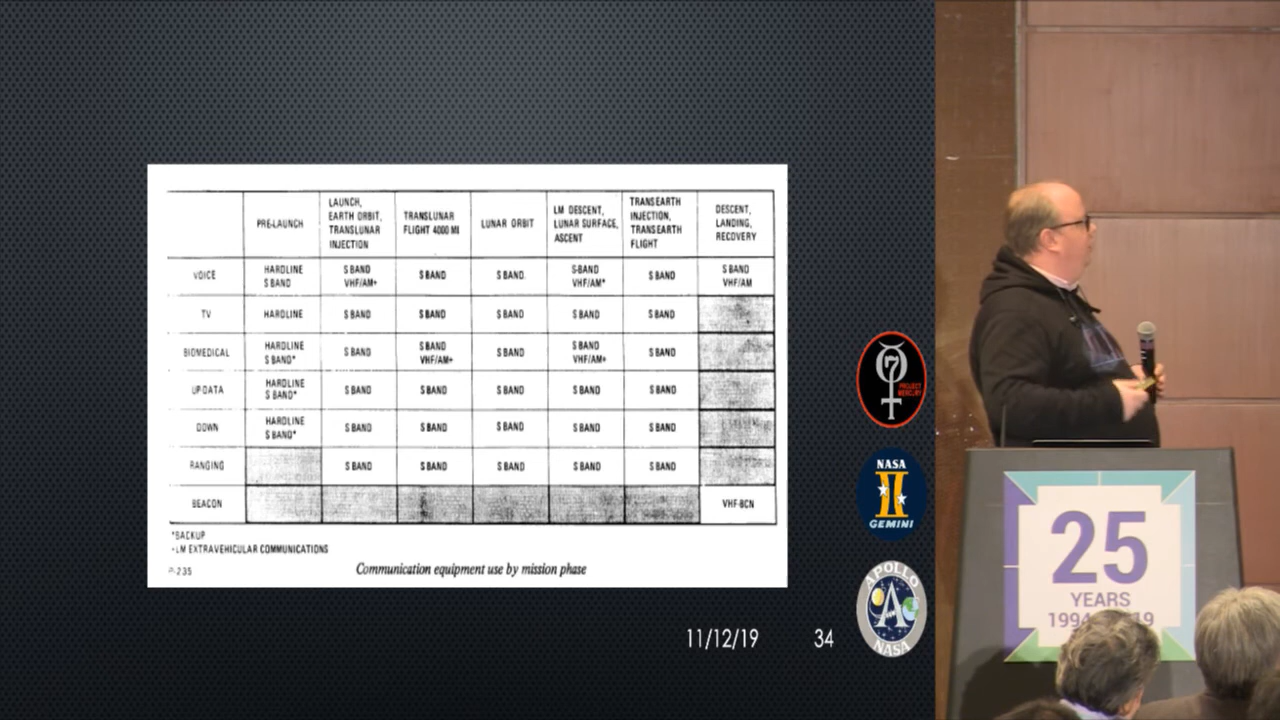 PRE-LAUNCH
LAUNCH,
EARTH ORBIT,
TRANSLUNAR
INJECTION
TRANSLUNAR
FLIGHT 4000 MI
LUNAR ORBIT
LM DESCENT,
LUNAR SURFACE,
ASCENT
TRANSEARTH
INJECTION,
TRANSEARTH
FLIGHT
DESCENT,
LANDING,
RECOVERY
VOICE
HARDLINE
S BAND
S BAND
VHF/AM+
S BAND
S BAND
S-BAND
VHF/AM*
S BAND
S BAND
VHF/AM
TV
HARDLINE
S BAND
S BAND
S BAND
S BAND
S BAND
BIOMEDICAL
HARDLINE
S BAND*
S BAND
S BAND
VHF/AM+
S BAND
S BAND
VHF/AM+
S BAND
UP-DATA
HARDLINE
S BAND*
S BAND
S BAND
S BAND
S BAND
S BAND
DOWN
HARDLINE
S BAND*
S BAND
S BAND
S BAND
S BAND
S BAND
RANGING
S BAND
S BAND
S BAND
S BAND
S BAND
BEACON
VHF-BCN
*BACKUP
+LM EXTRAVEHICULAR COMMUNICATIONS
P-235
Communication equipment use by mission phase
11/12/19
34
7
PROJECT
MERCURY
NASA
GEMINI
APOLLO
A
NASA
25
YEARS